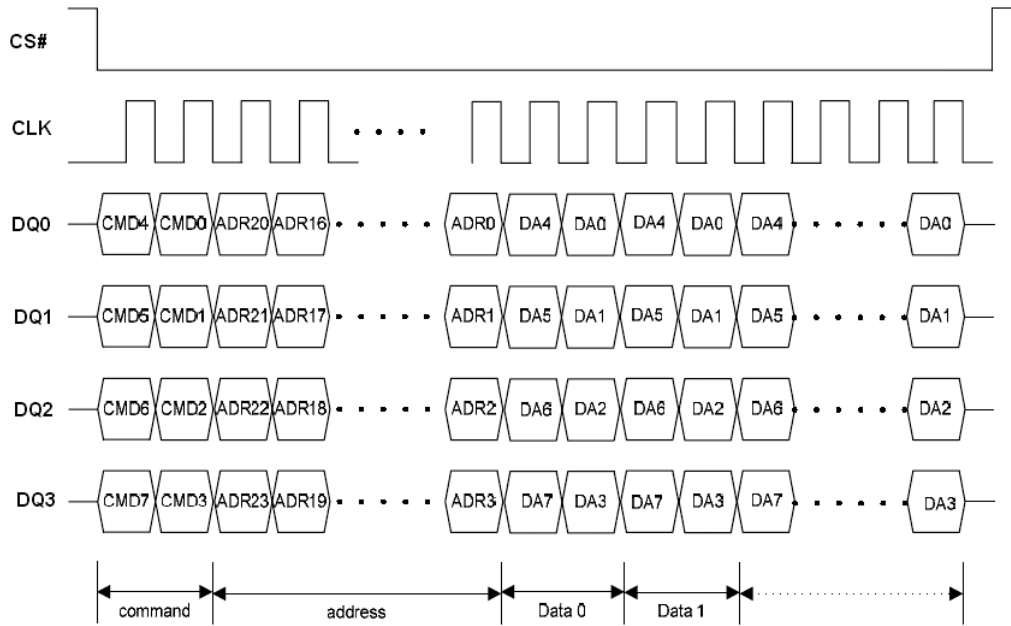 CS#
CLK
DQ0 CMD4 CMD0 ADR20 ADR16 ADR0 DA4 DA0 DA4 DA0 DA4 DA0
DQ1 CMD5 CMD1 ADR21 ADR17 ADR1 DA5 DA1 DA5 DA1 DA5 DA1
DQ2 CMD6 CMD2 ADR22 ADR18 ADR2 DA6 DA2 DA6 DA2 DA6 DA2
DQ3 CMD7 CMD3 ADR23 ADR19 ADR3 DA7 DA3 DA7 DA3 DA7 DA3
command address Data 0 Data 1